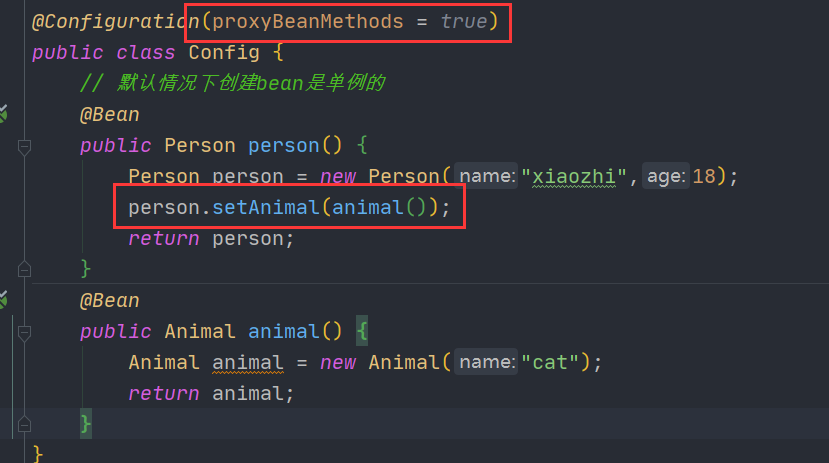 @Configuration(proxyBeanMethods = true)
public class Config {
// 默认情况下创建bean是单例的
@Bean
public Person person() {
Person person = new Person( name: "xiaozhi", age: 18);
person.setAnimal(animal());
return person;
}
@Bean
public Animal animal() {
Animal animal = new Animal( name: "cat");
return animal;
}
}